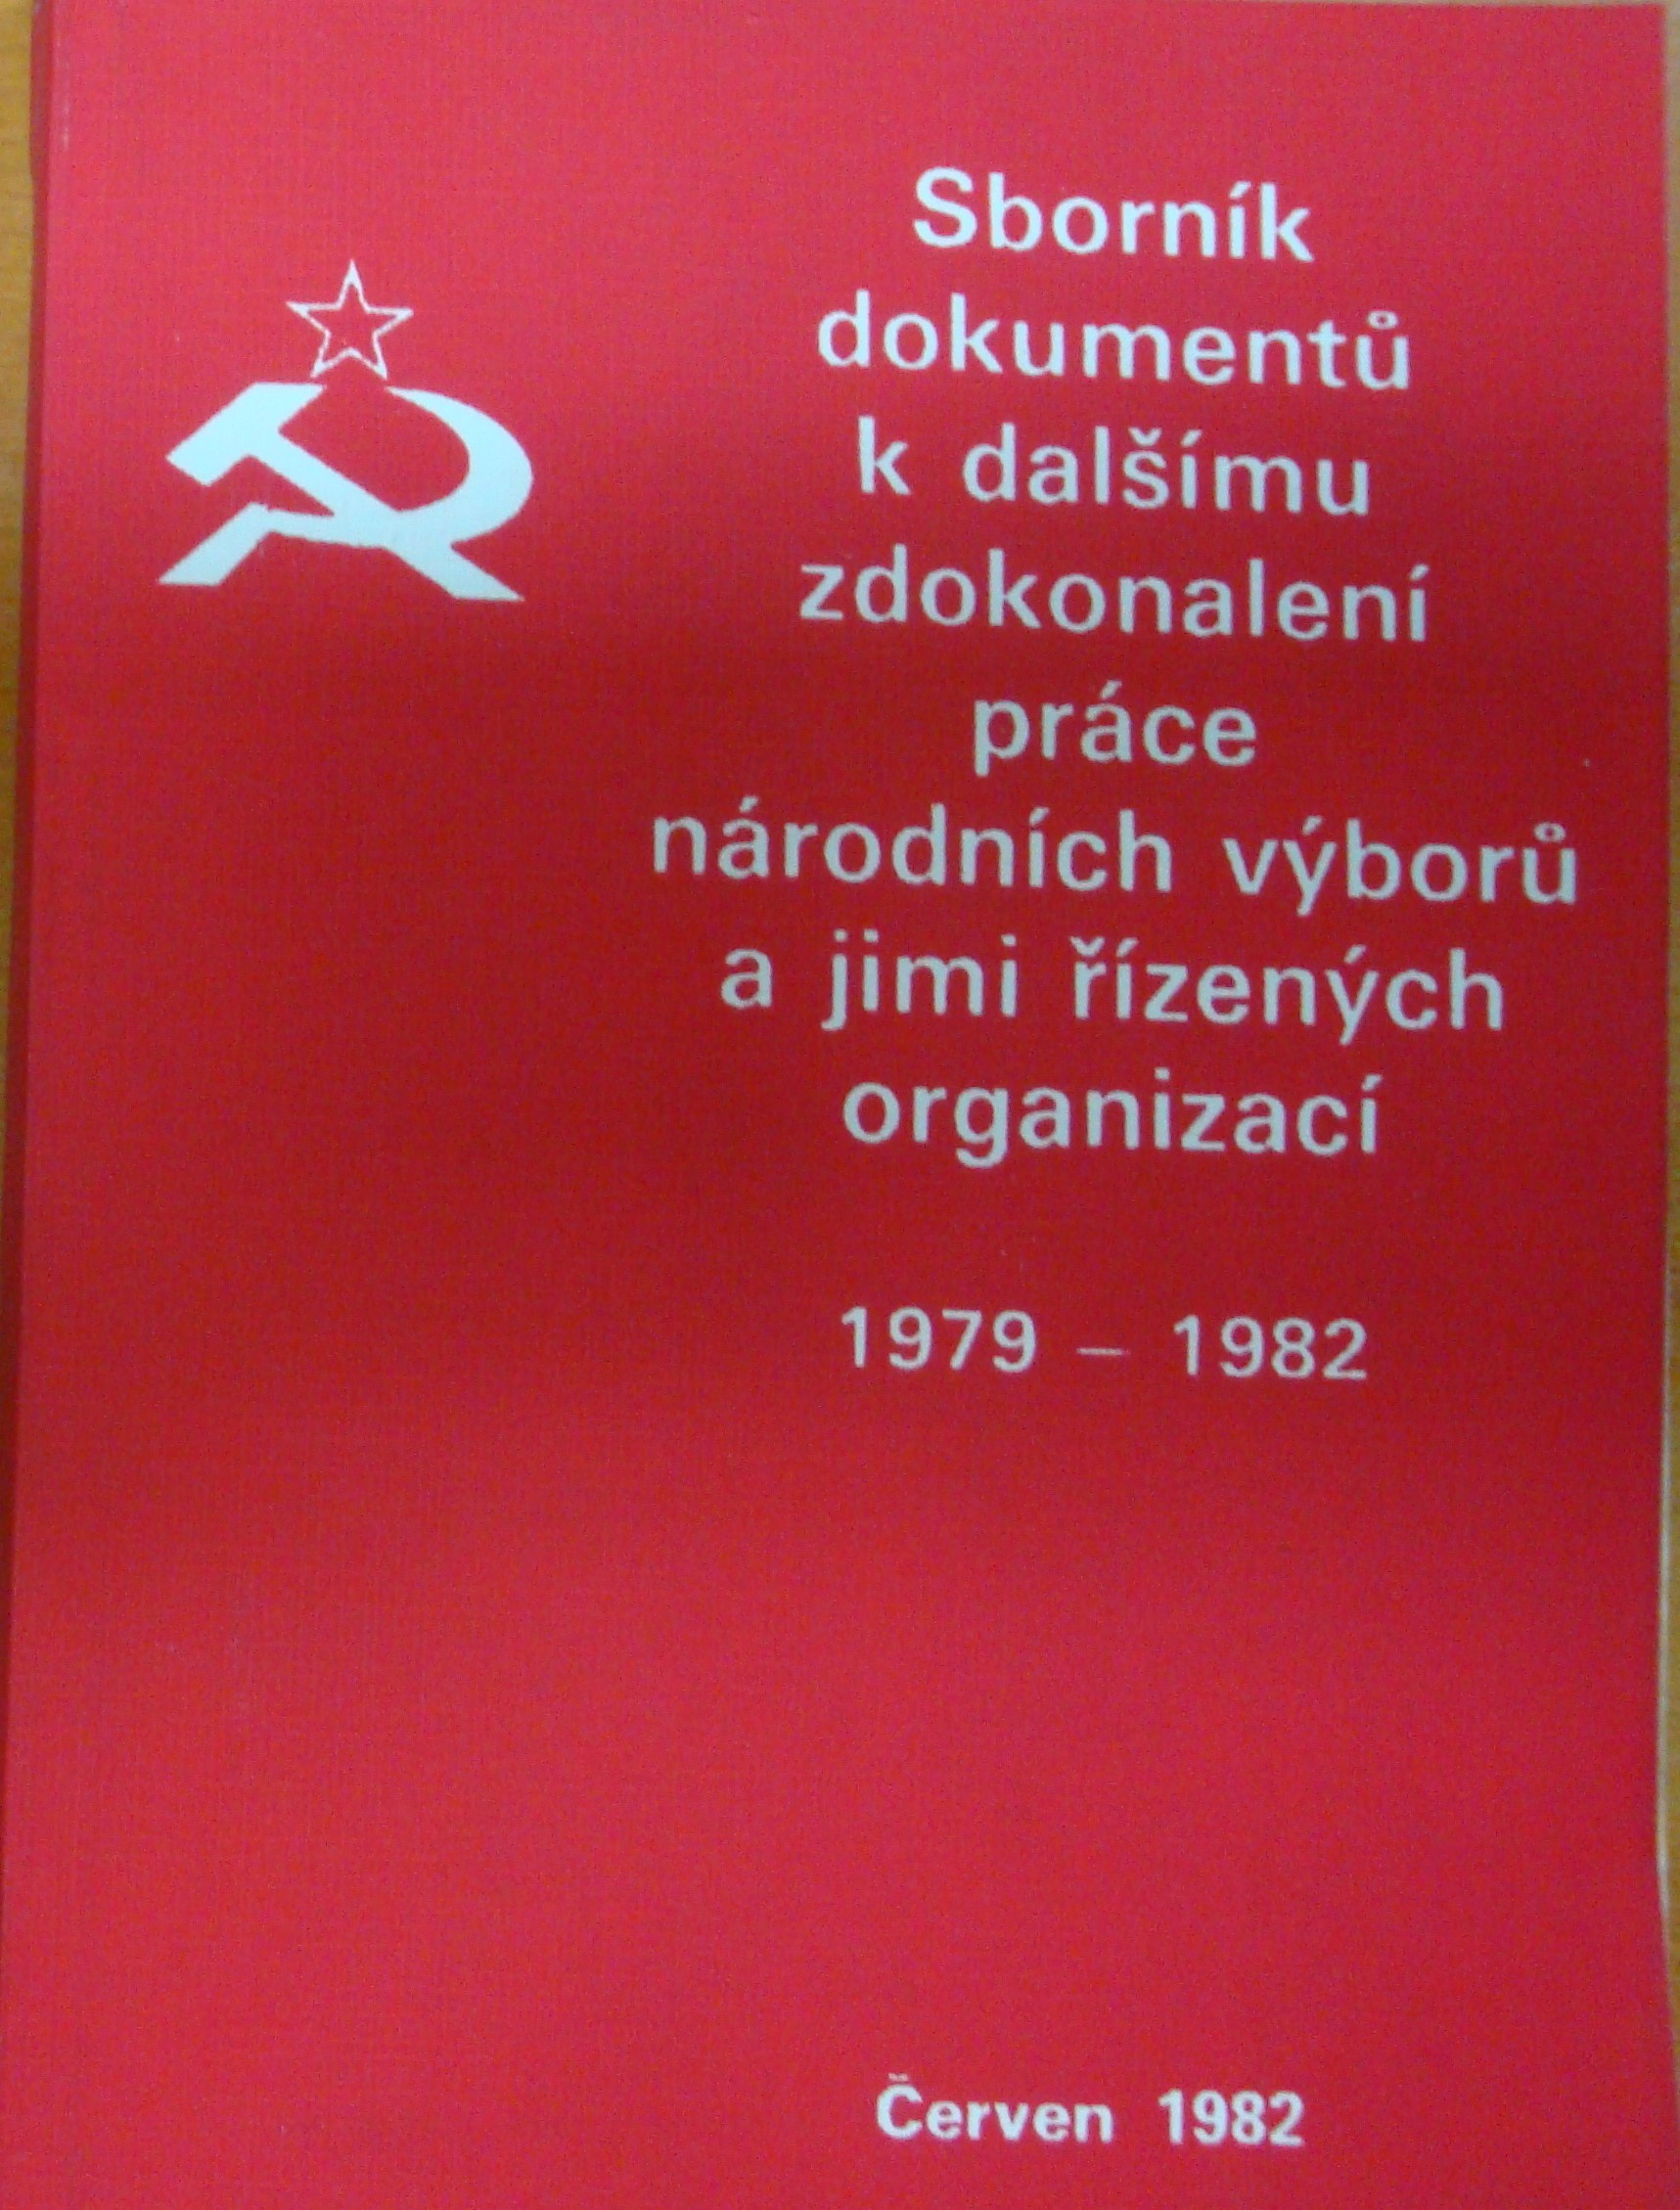 Sborník
dokumentů
k dalšímu
zdokonalení
práce
národních výborů
a jimi řízených
organizací
1979 – 1982
Červen 1982